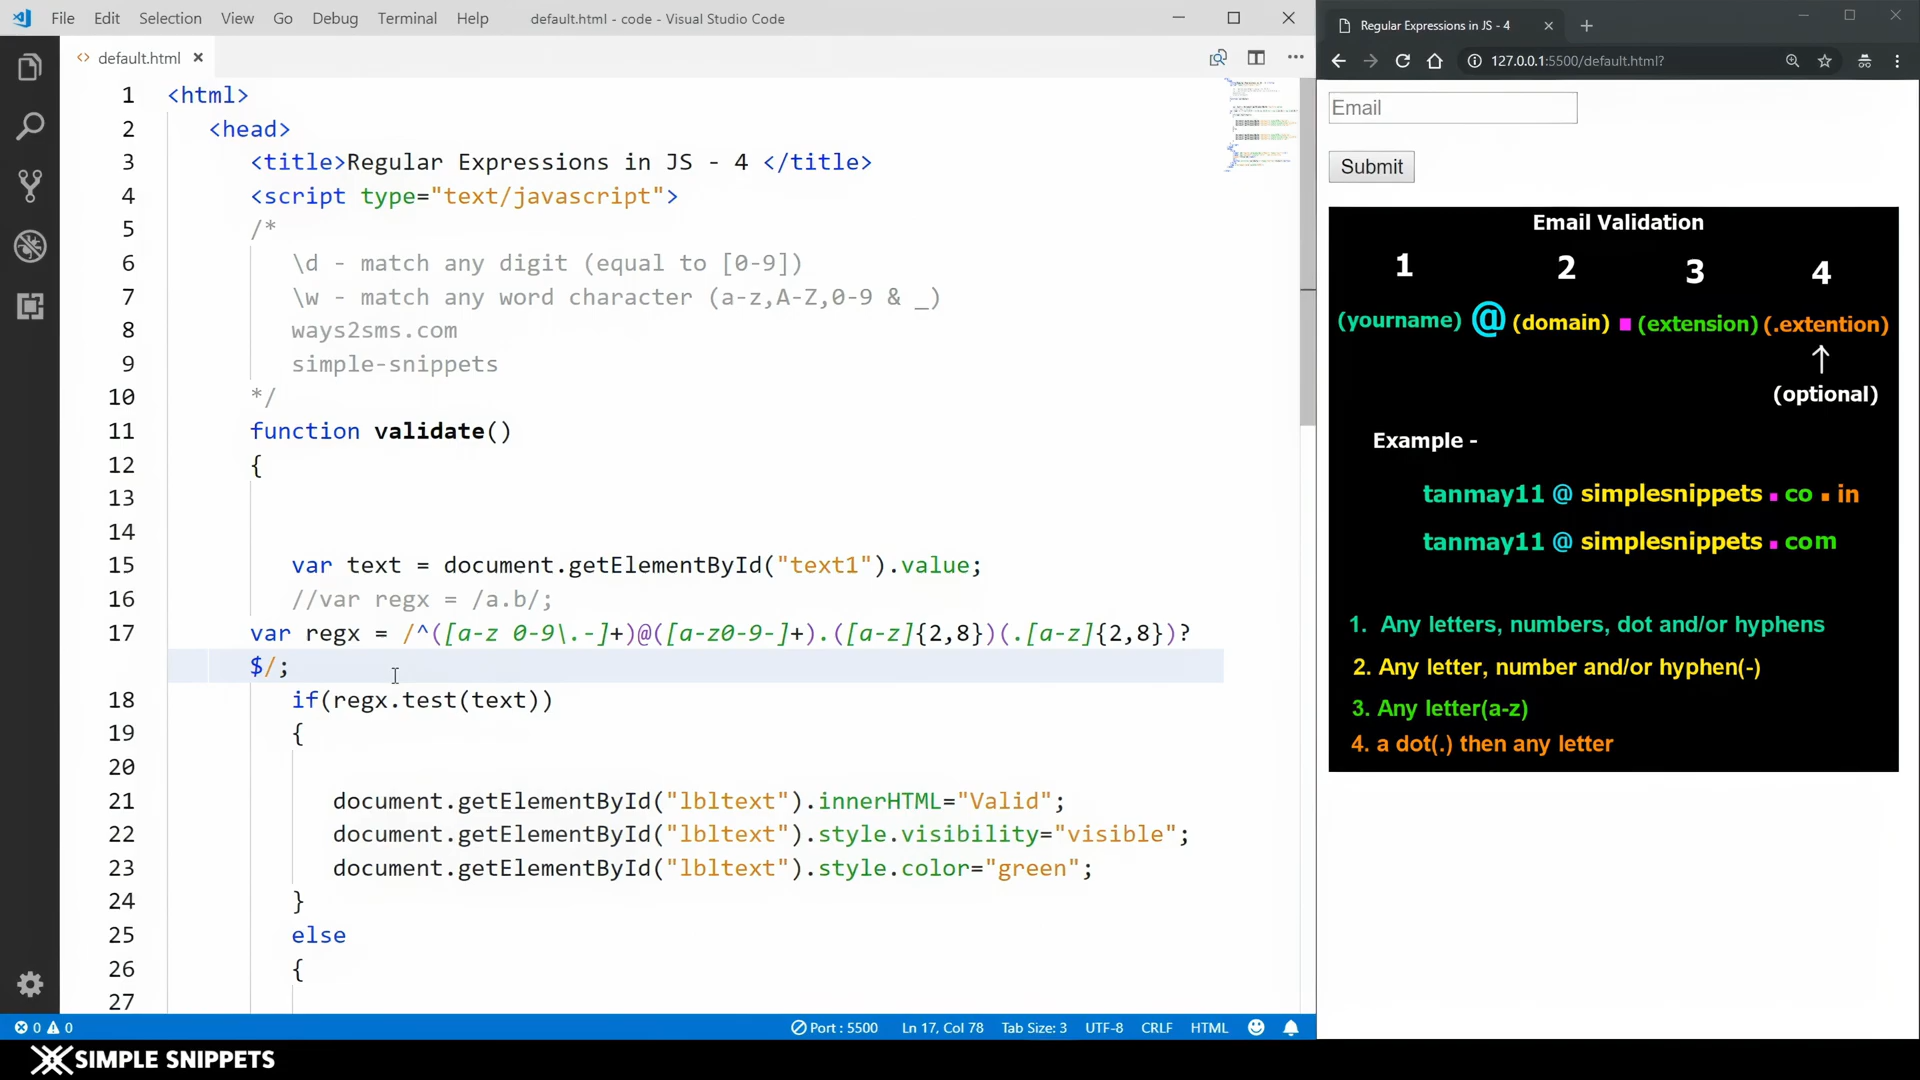 File Edit Selection View Go Debug Terminal Help default.html - code - Visual Studio Code
default.html
1 <html>
2 <head>
3 <title>Regular Expressions in JS - 4 </title>
4 <script type="text/javascript">
5 /*
6 \d - match any digit (equal to [0-9])
7 \w - match any word character (a-z,A-Z,0-9 & _)
8 ways2sms.com
9 simple-snippets
10 */
11 function validate()
12 {
13
14
15 var text = document.getElementById("text1").value;
16 //var regx = /a.b/;
17 var regx = /^([a-z 0-9\.-]+)@([a-z0-9-]+).([a-z]{2,8})(.[a-z]{2,8})?
$/;
18 if(regx.test(text))
19 {
20
21 document.getElementById("lbltext").innerHTML="Valid";
22 document.getElementById("lbltext").style.visibility="visible";
23 document.getElementById("lbltext").style.color="green";
24 }
25 else
26 {
27
0 0 Port : 5500 Ln 17, Col 78 Tab Size: 3 UTF-8 CRLF HTML
SIMPLE SNIPPETS
Regular Expressions in JS - 4
127.0.0.1:5500/default.html?
Email
Submit
Email Validation
1 2 3 4
(yourname) @ (domain) . (extension) (.extention)
(optional)
Example -
tanmay11 @ simplesnippets . co . in
tanmay11 @ simplesnippets . com
1. Any letters, numbers, dot and/or hyphens
2. Any letter, number and/or hyphen(-)
3. Any letter(a-z)
4. a dot(.) then any letter